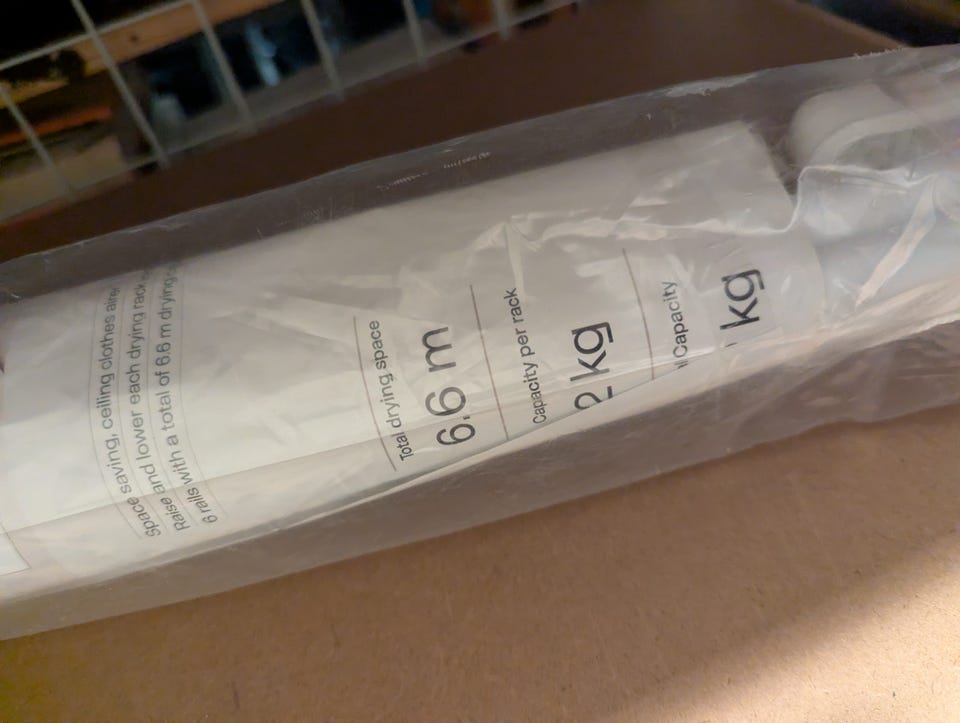 Space saving, ceiling clothes airer
Raise and lower each drying rack
6 rails with a total of 6.6 m drying
Total drying space
6.6 m
Capacity per rack
2 kg
Capacity
kg